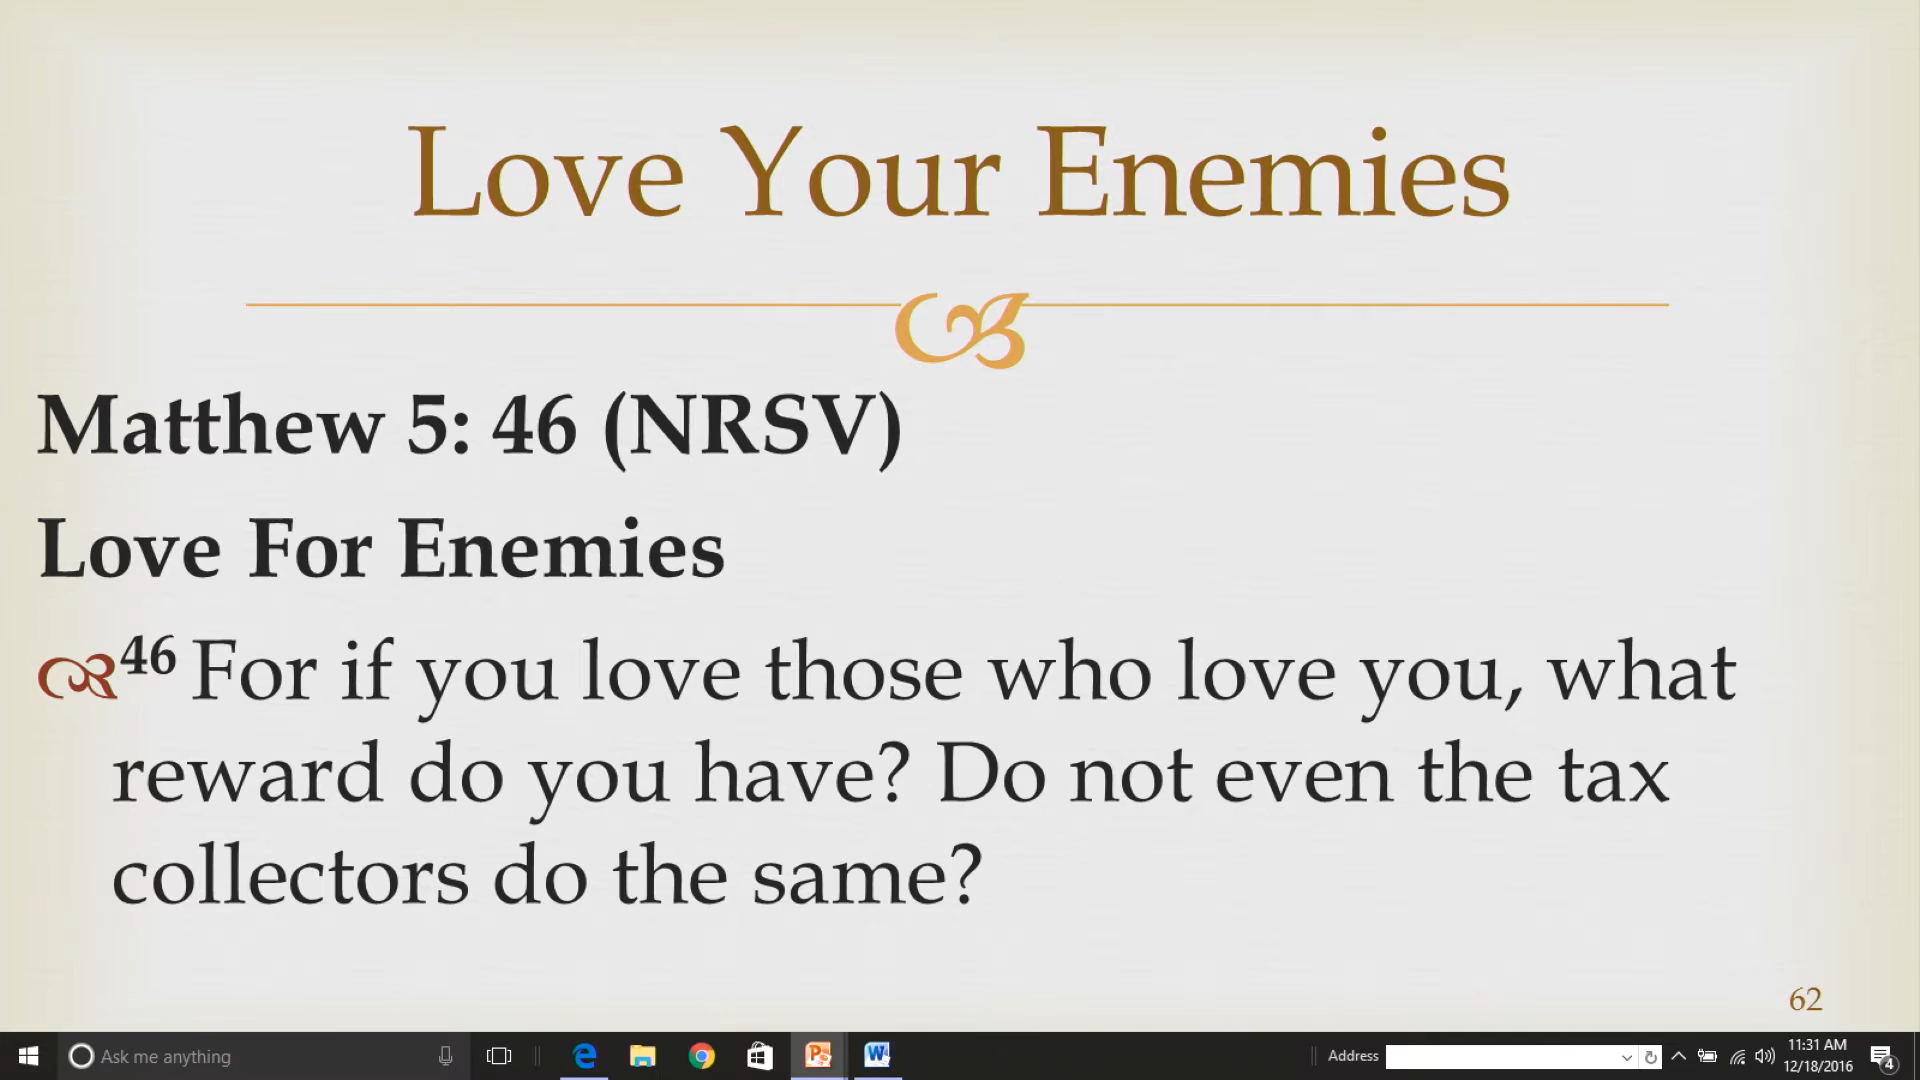 Love Your Enemies
Matthew 5: 46 (NRSV)
Love For Enemies
46 For if you love those who love you, what
reward do you have? Do not even the tax
collectors do the same?
62
Ask me anything
Address
11:31 AM
12/18/2016
4